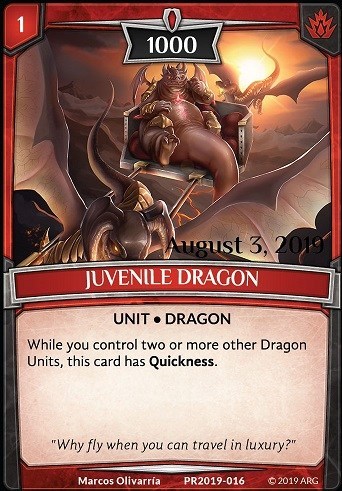 1
1000
August 3, 2019
JUVENILE DRAGON
UNIT • DRAGON
While you control two or more other Dragon
Units, this card has Quickness.
"Why fly when you can travel in luxury?"
Marcos Olivarría PR2019-016 © 2019 ARG